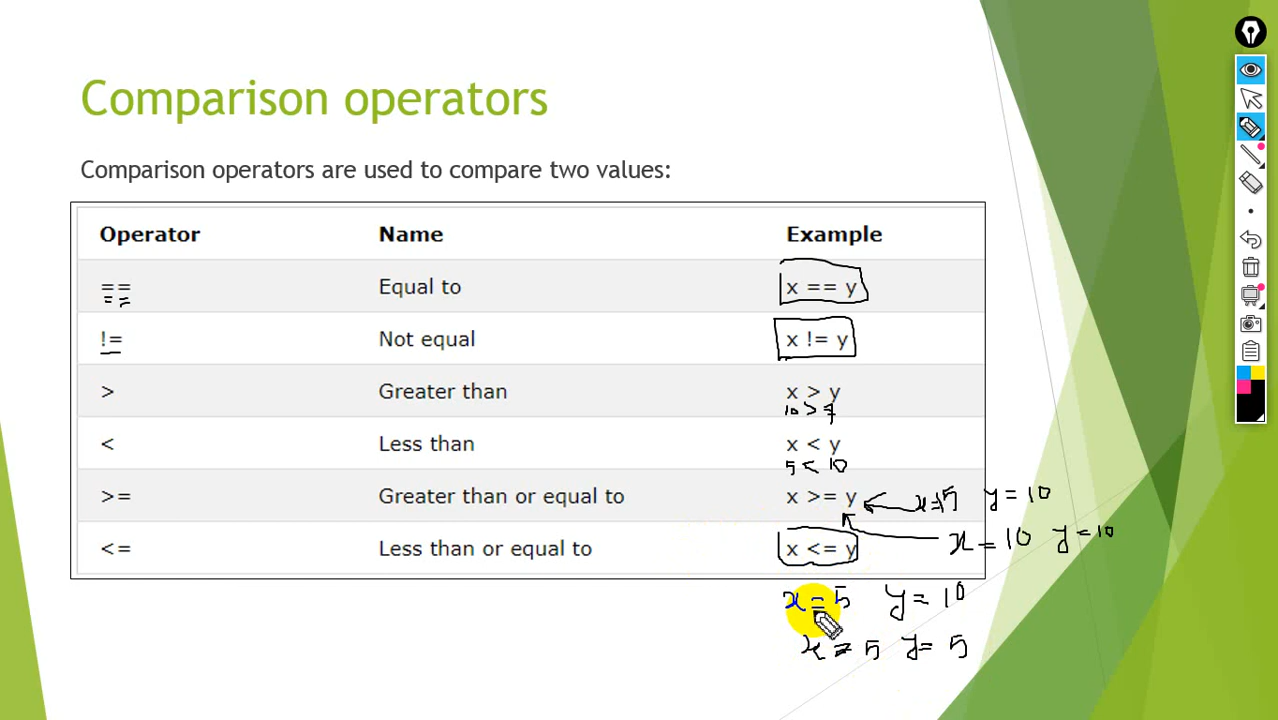 Comparison operators
Comparison operators are used to compare two values:
Operator Name Example
== Equal to x == y
!= Not equal x != y
> Greater than x > y
10 > 7
< Less than x < y
5 < 10
>= Greater than or equal to x >= y x=15 y = 10
x = 10 y = 10
<= Less than or equal to x <= y
x = 5 y = 10
x = 5 y = 5